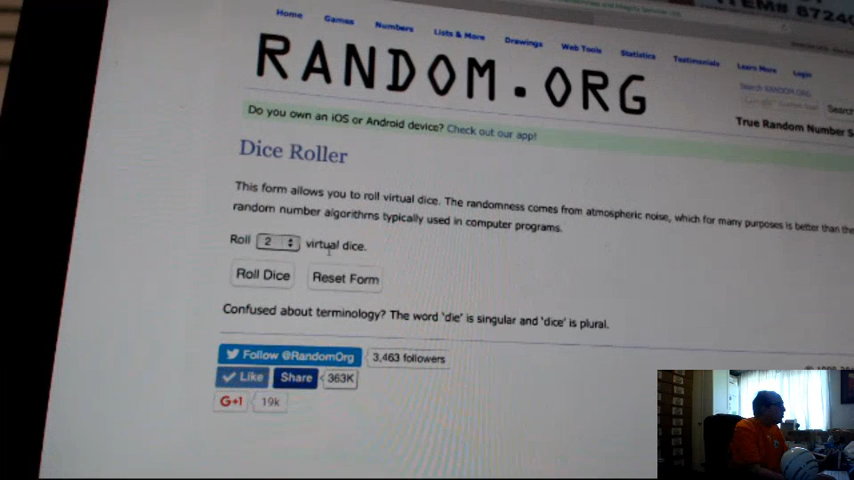 ITEM# 8724
Home Games Numbers Lists & More Drawings Web Tools Statistics Testimonials Learn More Login
RANDOM.ORG
Search RANDOM.ORG
Search
True Random Number S
Do you own an iOS or Android device? Check out our app!
Dice Roller
This form allows you to roll virtual dice. The randomness comes from atmospheric noise, which for many purposes is better than the
random number algorithms typically used in computer programs.
Roll 2 virtual dice.
Roll Dice Reset Form
Confused about terminology? The word 'die' is singular and 'dice' is plural.
Follow @RandomOrg 3,463 followers
Like Share 363K
G+1 19k